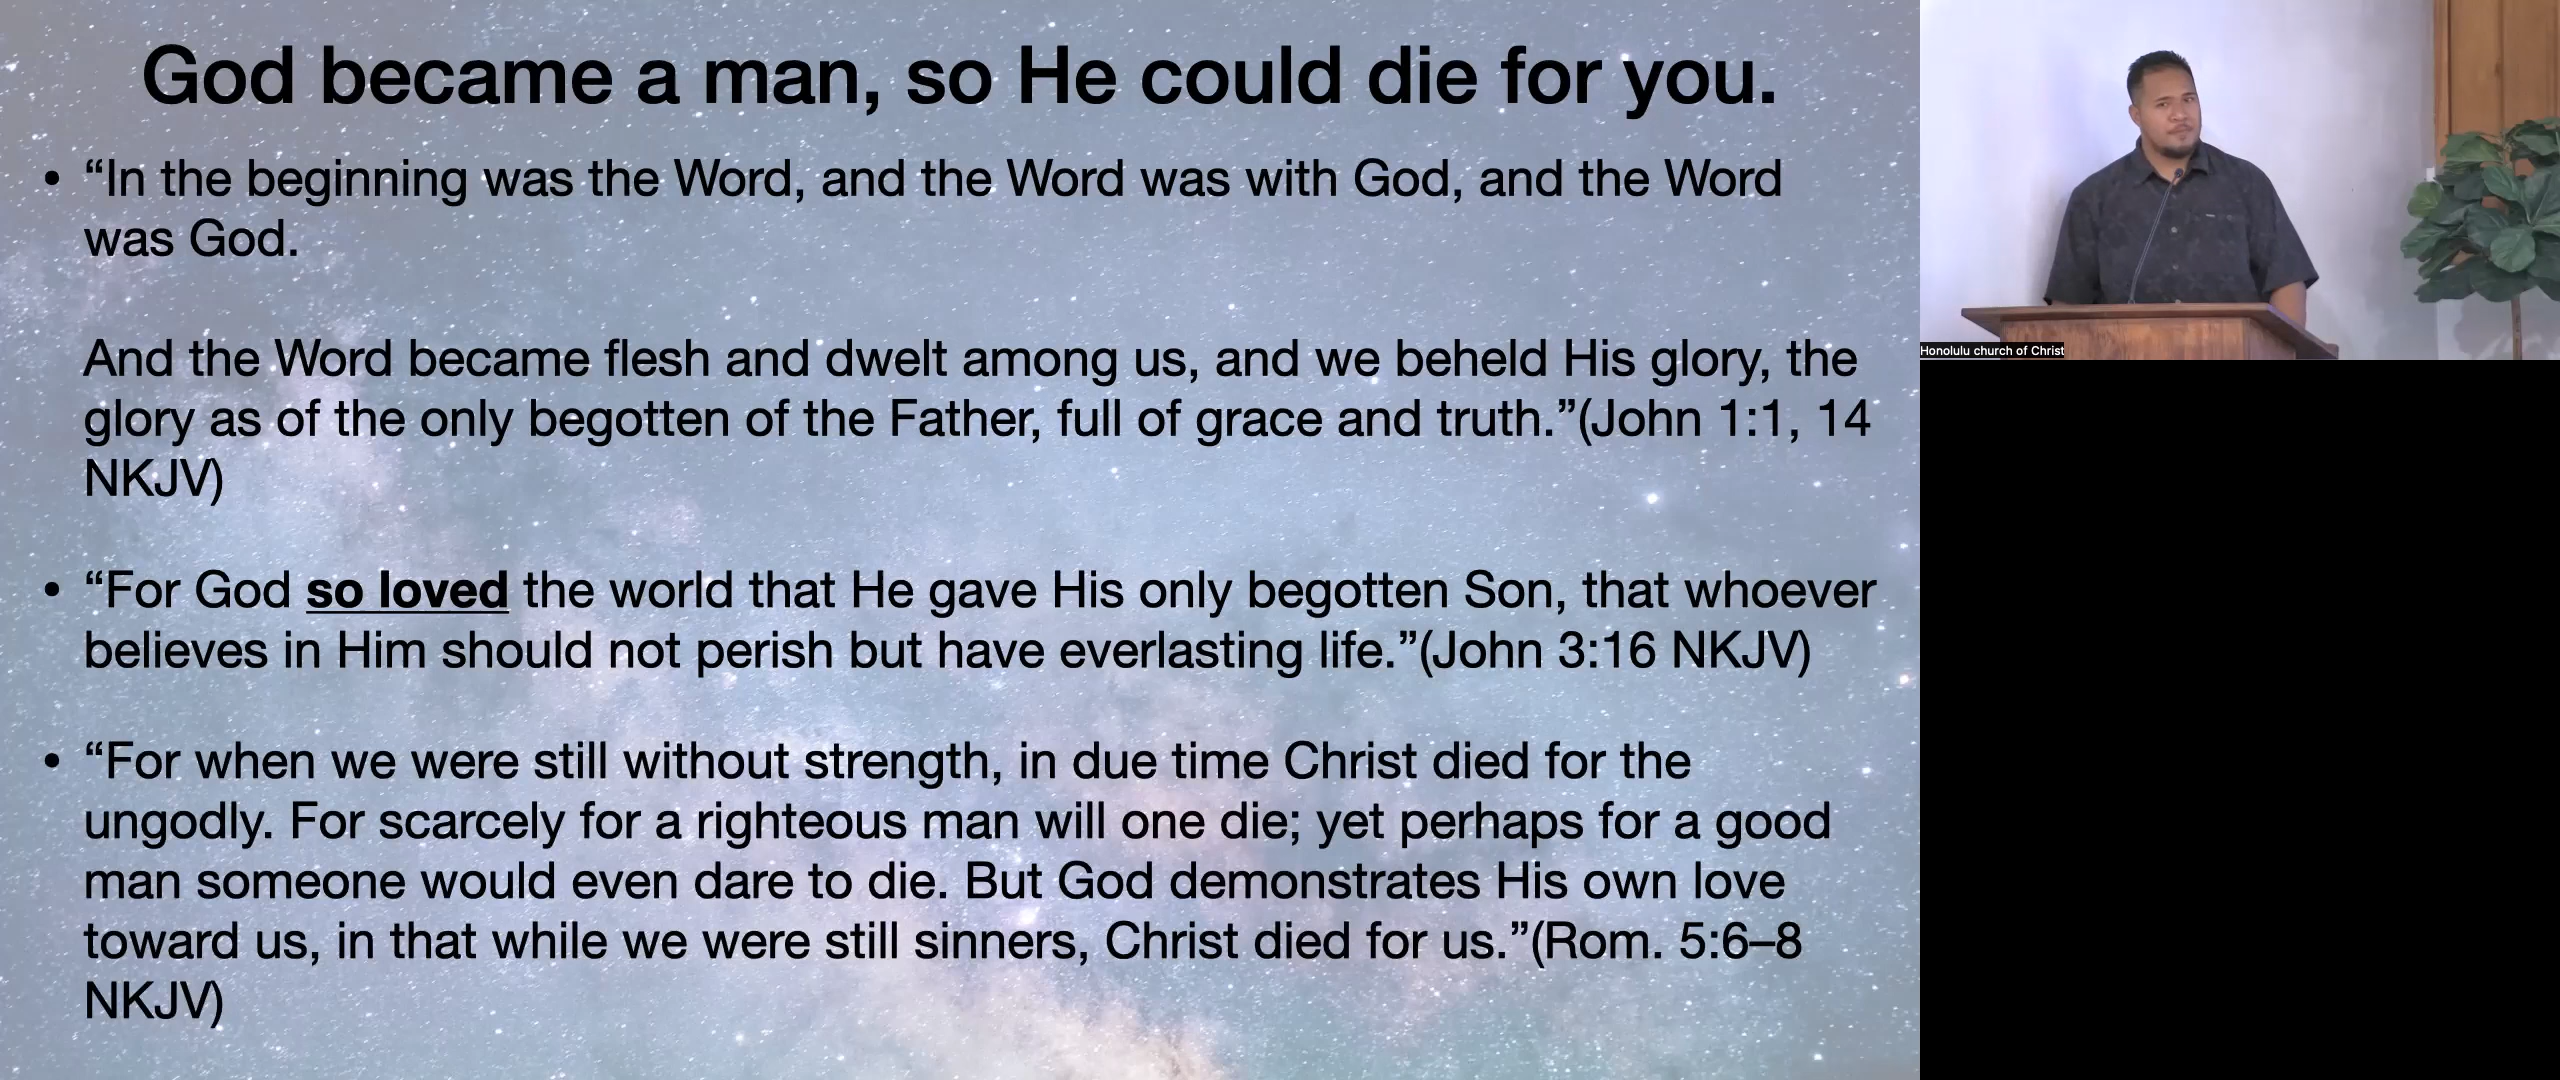 God became a man, so He could die for you.
• “In the beginning was the Word, and the Word was with God, and the Word
was God.
And the Word became flesh and dwelt among us, and we beheld His glory, the
glory as of the only begotten of the Father, full of grace and truth.”(John 1:1, 14
NKJV)
• “For God so loved the world that He gave His only begotten Son, that whoever
believes in Him should not perish but have everlasting life.”(John 3:16 NKJV)
• “For when we were still without strength, in due time Christ died for the
ungodly. For scarcely for a righteous man will one die; yet perhaps for a good
man someone would even dare to die. But God demonstrates His own love
toward us, in that while we were still sinners, Christ died for us.”(Rom. 5:6–8
NKJV)
Honolulu church of Christ